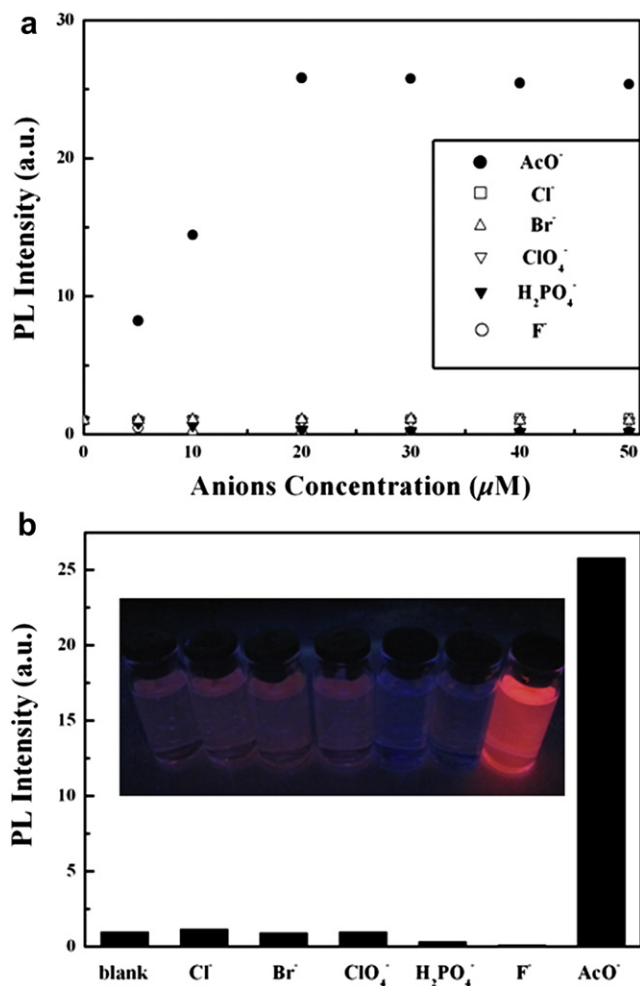 a
30
20
10
0
PL Intensity (a.u.)
AcO⁻
Cl⁻
Br⁻
ClO₄⁻
H₂PO₄⁻
F⁻
0 10 20 30 40 50
Anions Concentration (μM)
b
25
20
15
10
5
0
PL Intensity (a.u.)
blank Cl⁻ Br⁻ ClO₄⁻ H₂PO₄⁻ F⁻ AcO⁻